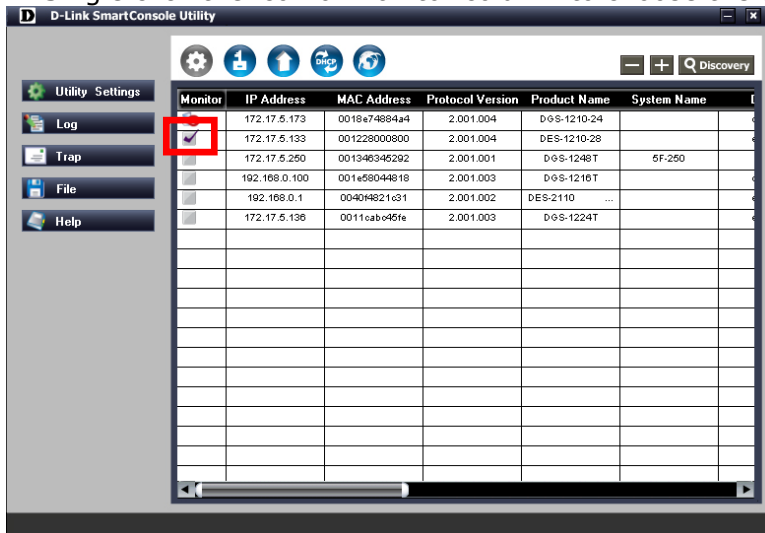 D-Link SmartConsole Utility
DHCP
Discovery
Utility Settings
Log
Trap
File
Help
Monitor IP Address MAC Address Protocol Version Product Name System Name
172.17.5.173 0018e74884a4 2.001.004 DGS-1210-24
172.17.5.133 001228000800 2.001.004 DES-1210-28
172.17.5.250 001346345292 2.001.001 DGS-1248T 5F-250
192.168.0.100 001e58044818 2.001.003 DGS-1216T
192.168.0.1 0040f4821c31 2.001.002 DES-2110 ...
172.17.5.136 0011cabc45fe 2.001.003 DGS-1224T